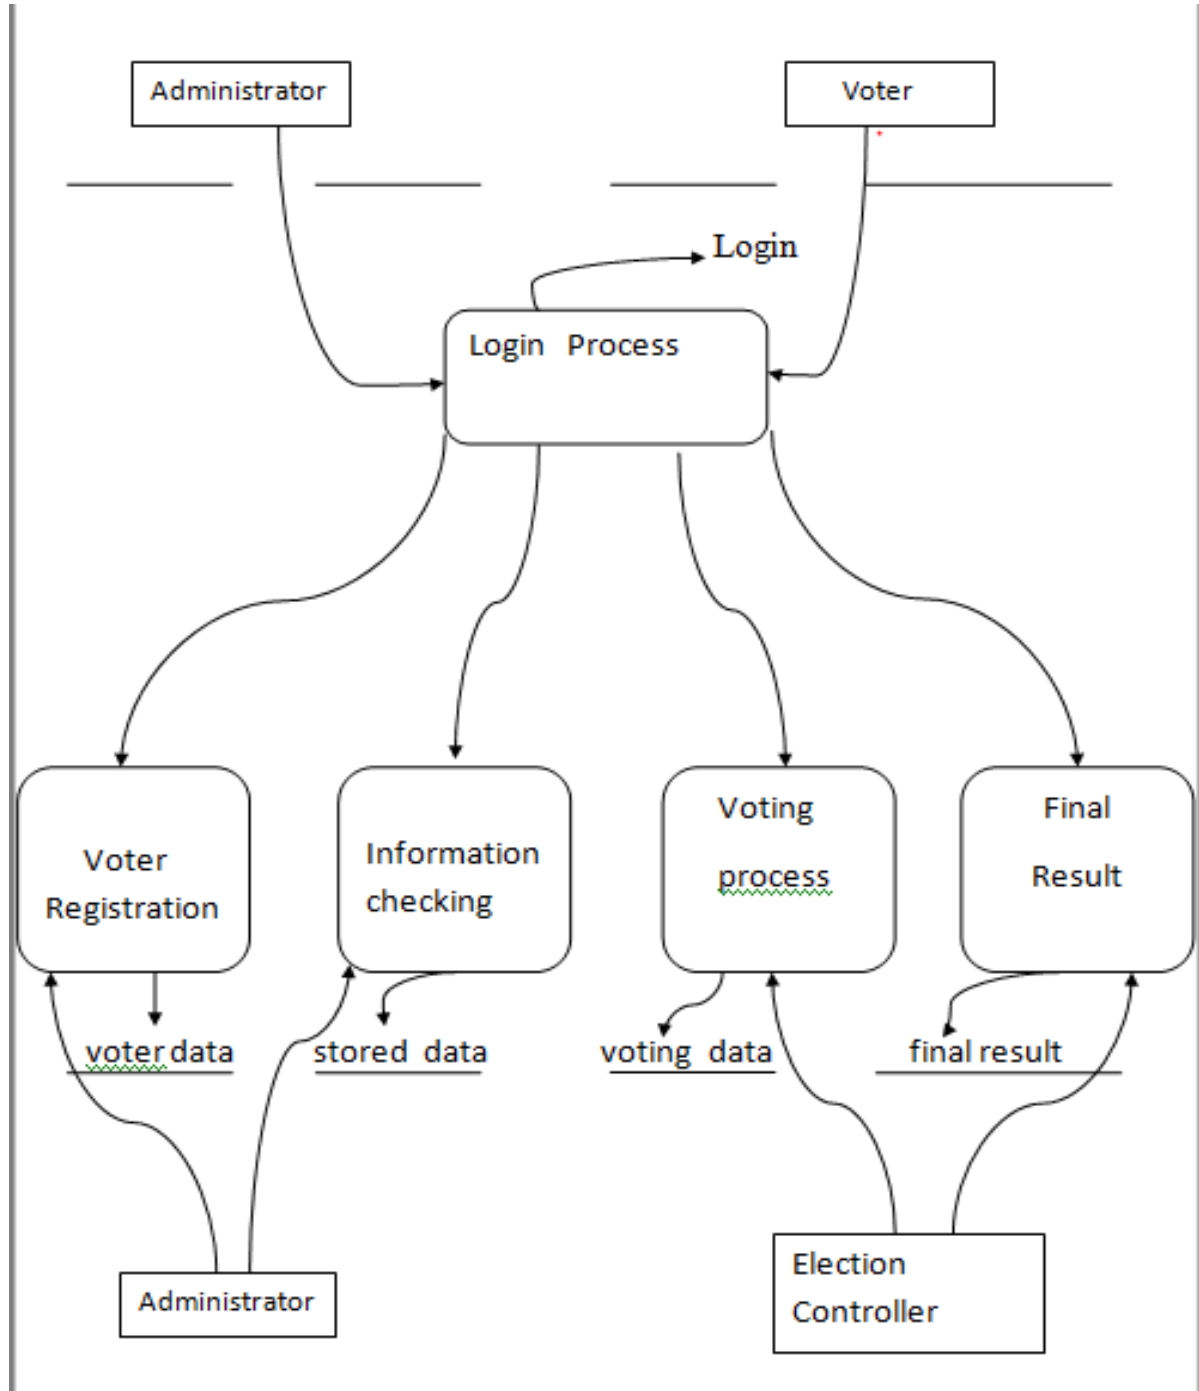 Administrator
Voter
Login
Login Process
Voter
Registration
Information
checking
Voting
process
Final
Result
voter data
stored data
voting data
final result
Administrator
Election
Controller